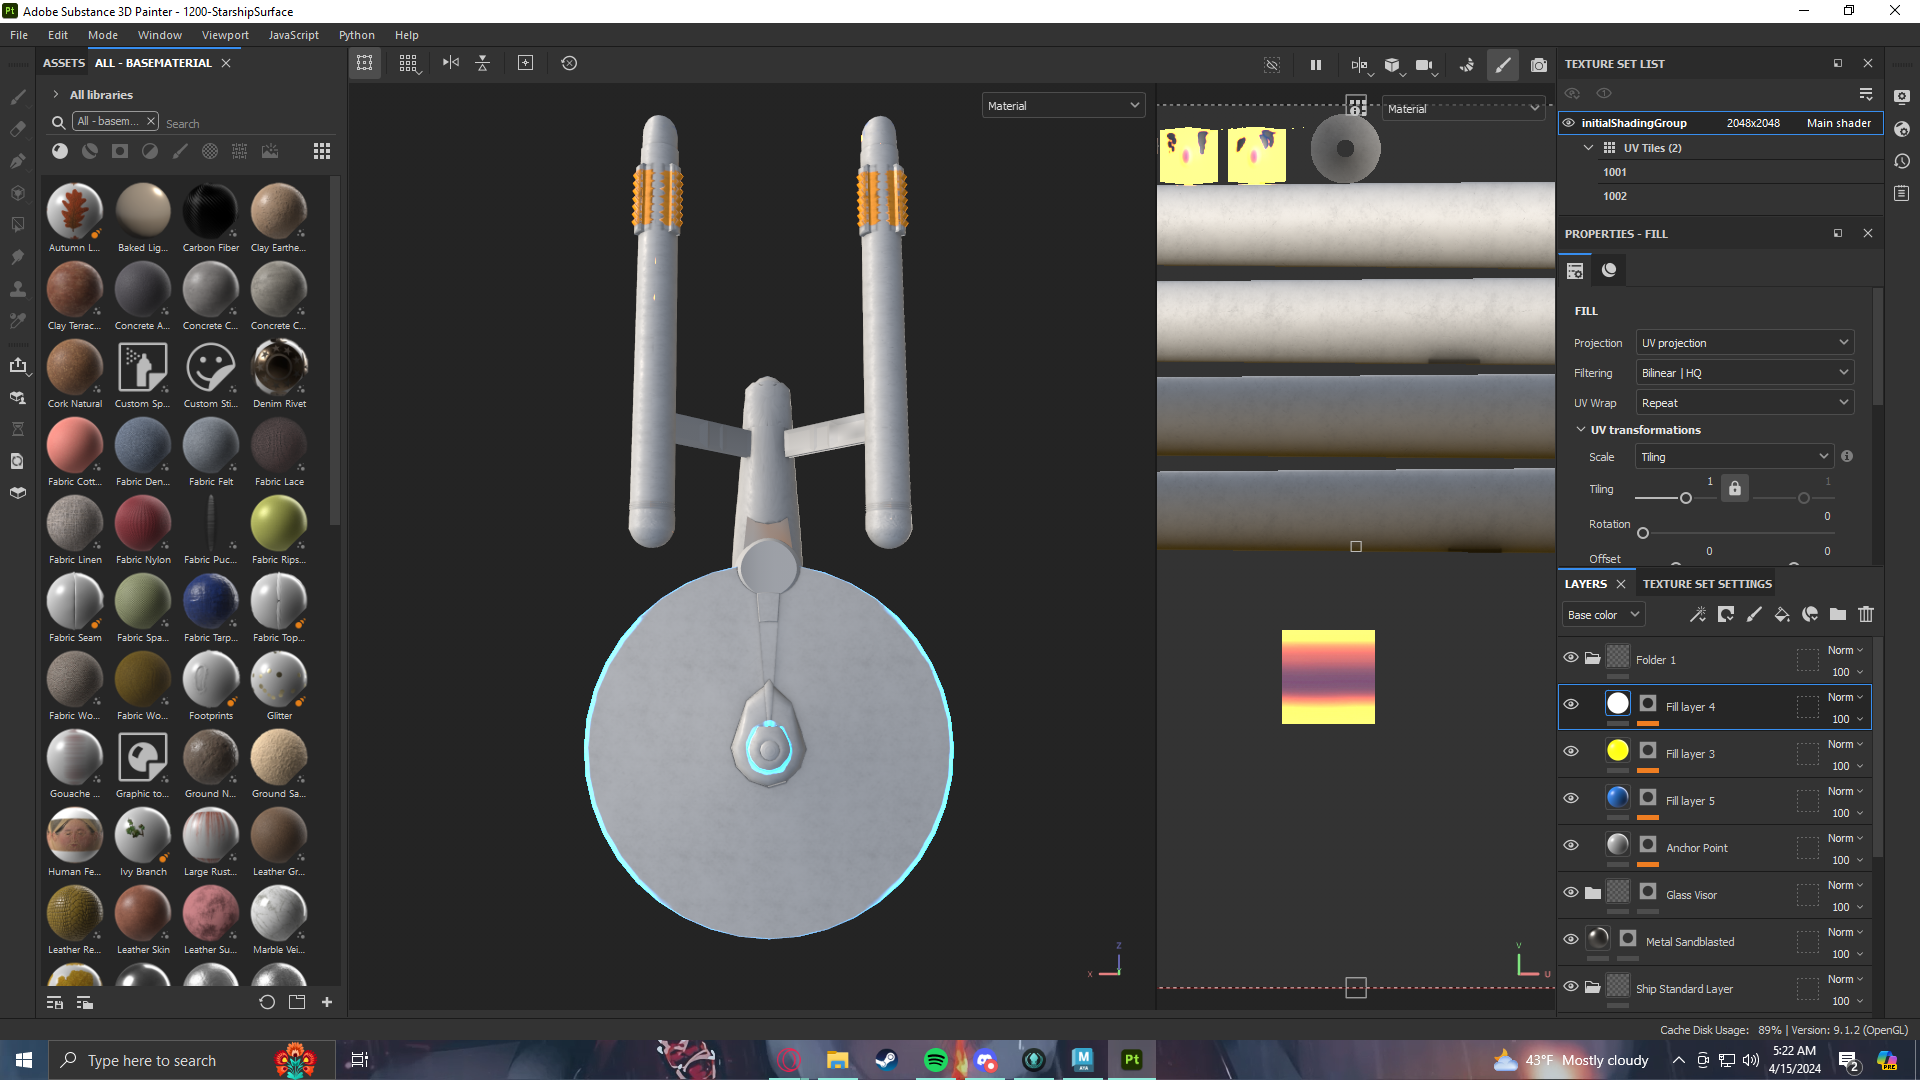 Pt Adobe Substance 3D Painter - 1200-StarshipSurface
File Edit Mode Window Viewport JavaScript Python Help
ASSETS ALL - BASEMATERIAL
All libraries
All - basem... Search
Autumn L... Baked Lig... Carbon Fiber Clay Earthe...
Clay Terrac... Concrete A... Concrete C... Concrete C...
Cork Natural Custom Sp... Custom Sti... Denim Rivet
Fabric Cott... Fabric Den... Fabric Felt Fabric Lace
Fabric Linen Fabric Nylon Fabric Puc... Fabric Rips...
Fabric Seam Fabric Spa... Fabric Tarp... Fabric Top...
Fabric Wo... Fabric Wo... Footprints Glitter
Gouache ... Graphic to... Ground N... Ground Sa...
Human Fe... Ivy Branch Large Rust... Leather Gr...
Leather Re... Leather Skin Leather Su... Marble Vei...
Material
Z
X
Material
V
U
TEXTURE SET LIST
initialShadingGroup 2048x2048 Main shader
UV Tiles (2)
1001
1002
PROPERTIES - FILL
FILL
Projection UV projection
Filtering Bilinear | HQ
UV Wrap Repeat
UV transformations
Scale Tiling
Tiling 1 1
Rotation 0
Offset 0 0
LAYERS TEXTURE SET SETTINGS
Base color
Folder 1 Norm 100
Fill layer 4 Norm 100
Fill layer 3 Norm 100
Fill layer 5 Norm 100
Anchor Point Norm 100
Glass Visor Norm 100
Metal Sandblasted Norm 100
Ship Standard Layer Norm 100
Cache Disk Usage: 89% | Version: 9.1.2 (OpenGL)
Type here to search
M
Pt
43°F Mostly cloudy
5:22 AM
4/15/2024
2
PRE